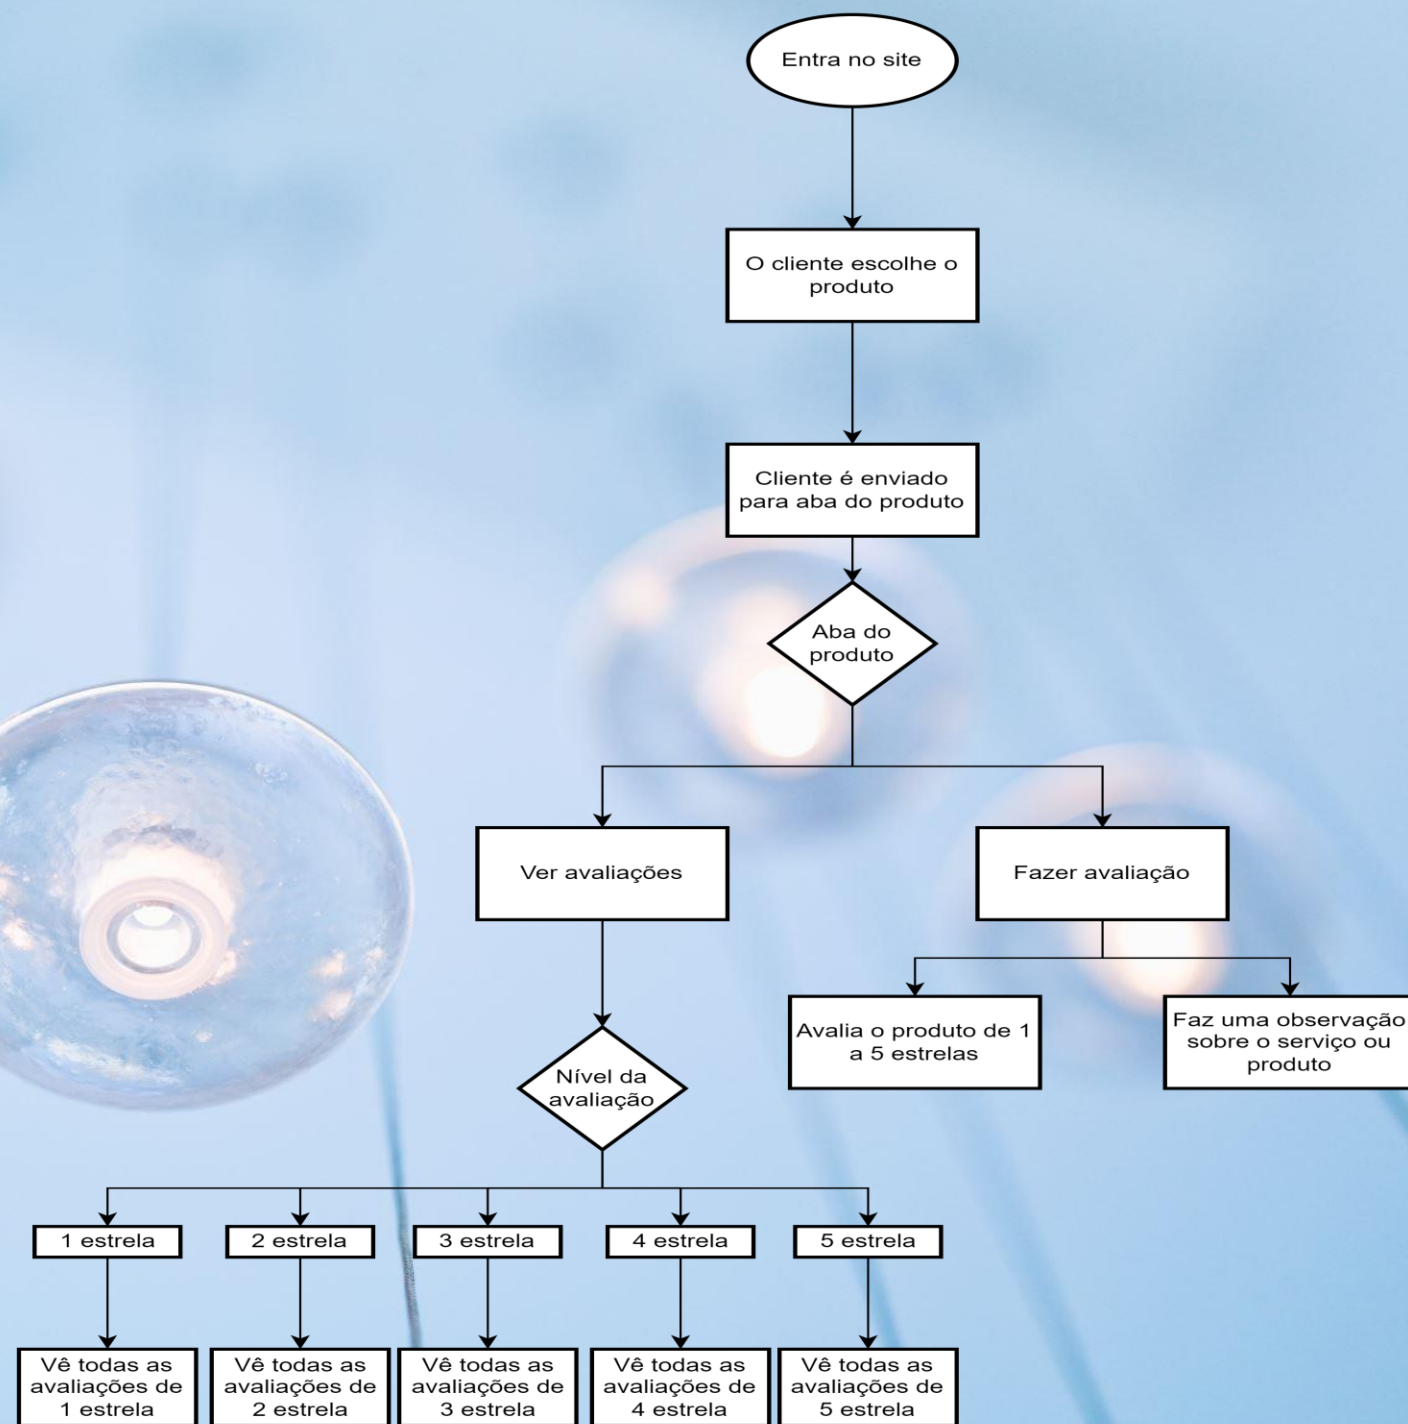 Entra no site
O cliente escolhe o
produto
Cliente é enviado
para aba do produto
Aba do
produto
Ver avaliações
Fazer avaliação
Avalia o produto de 1
a 5 estrelas
Faz uma observação
sobre o serviço ou
produto
Nível da
avaliação
1 estrela
2 estrela
3 estrela
4 estrela
5 estrela
Vê todas as
avaliações de
1 estrela
Vê todas as
avaliações de
2 estrela
Vê todas as
avaliações de
3 estrela
Vê todas as
avaliações de
4 estrela
Vê todas as
avaliações de
5 estrela